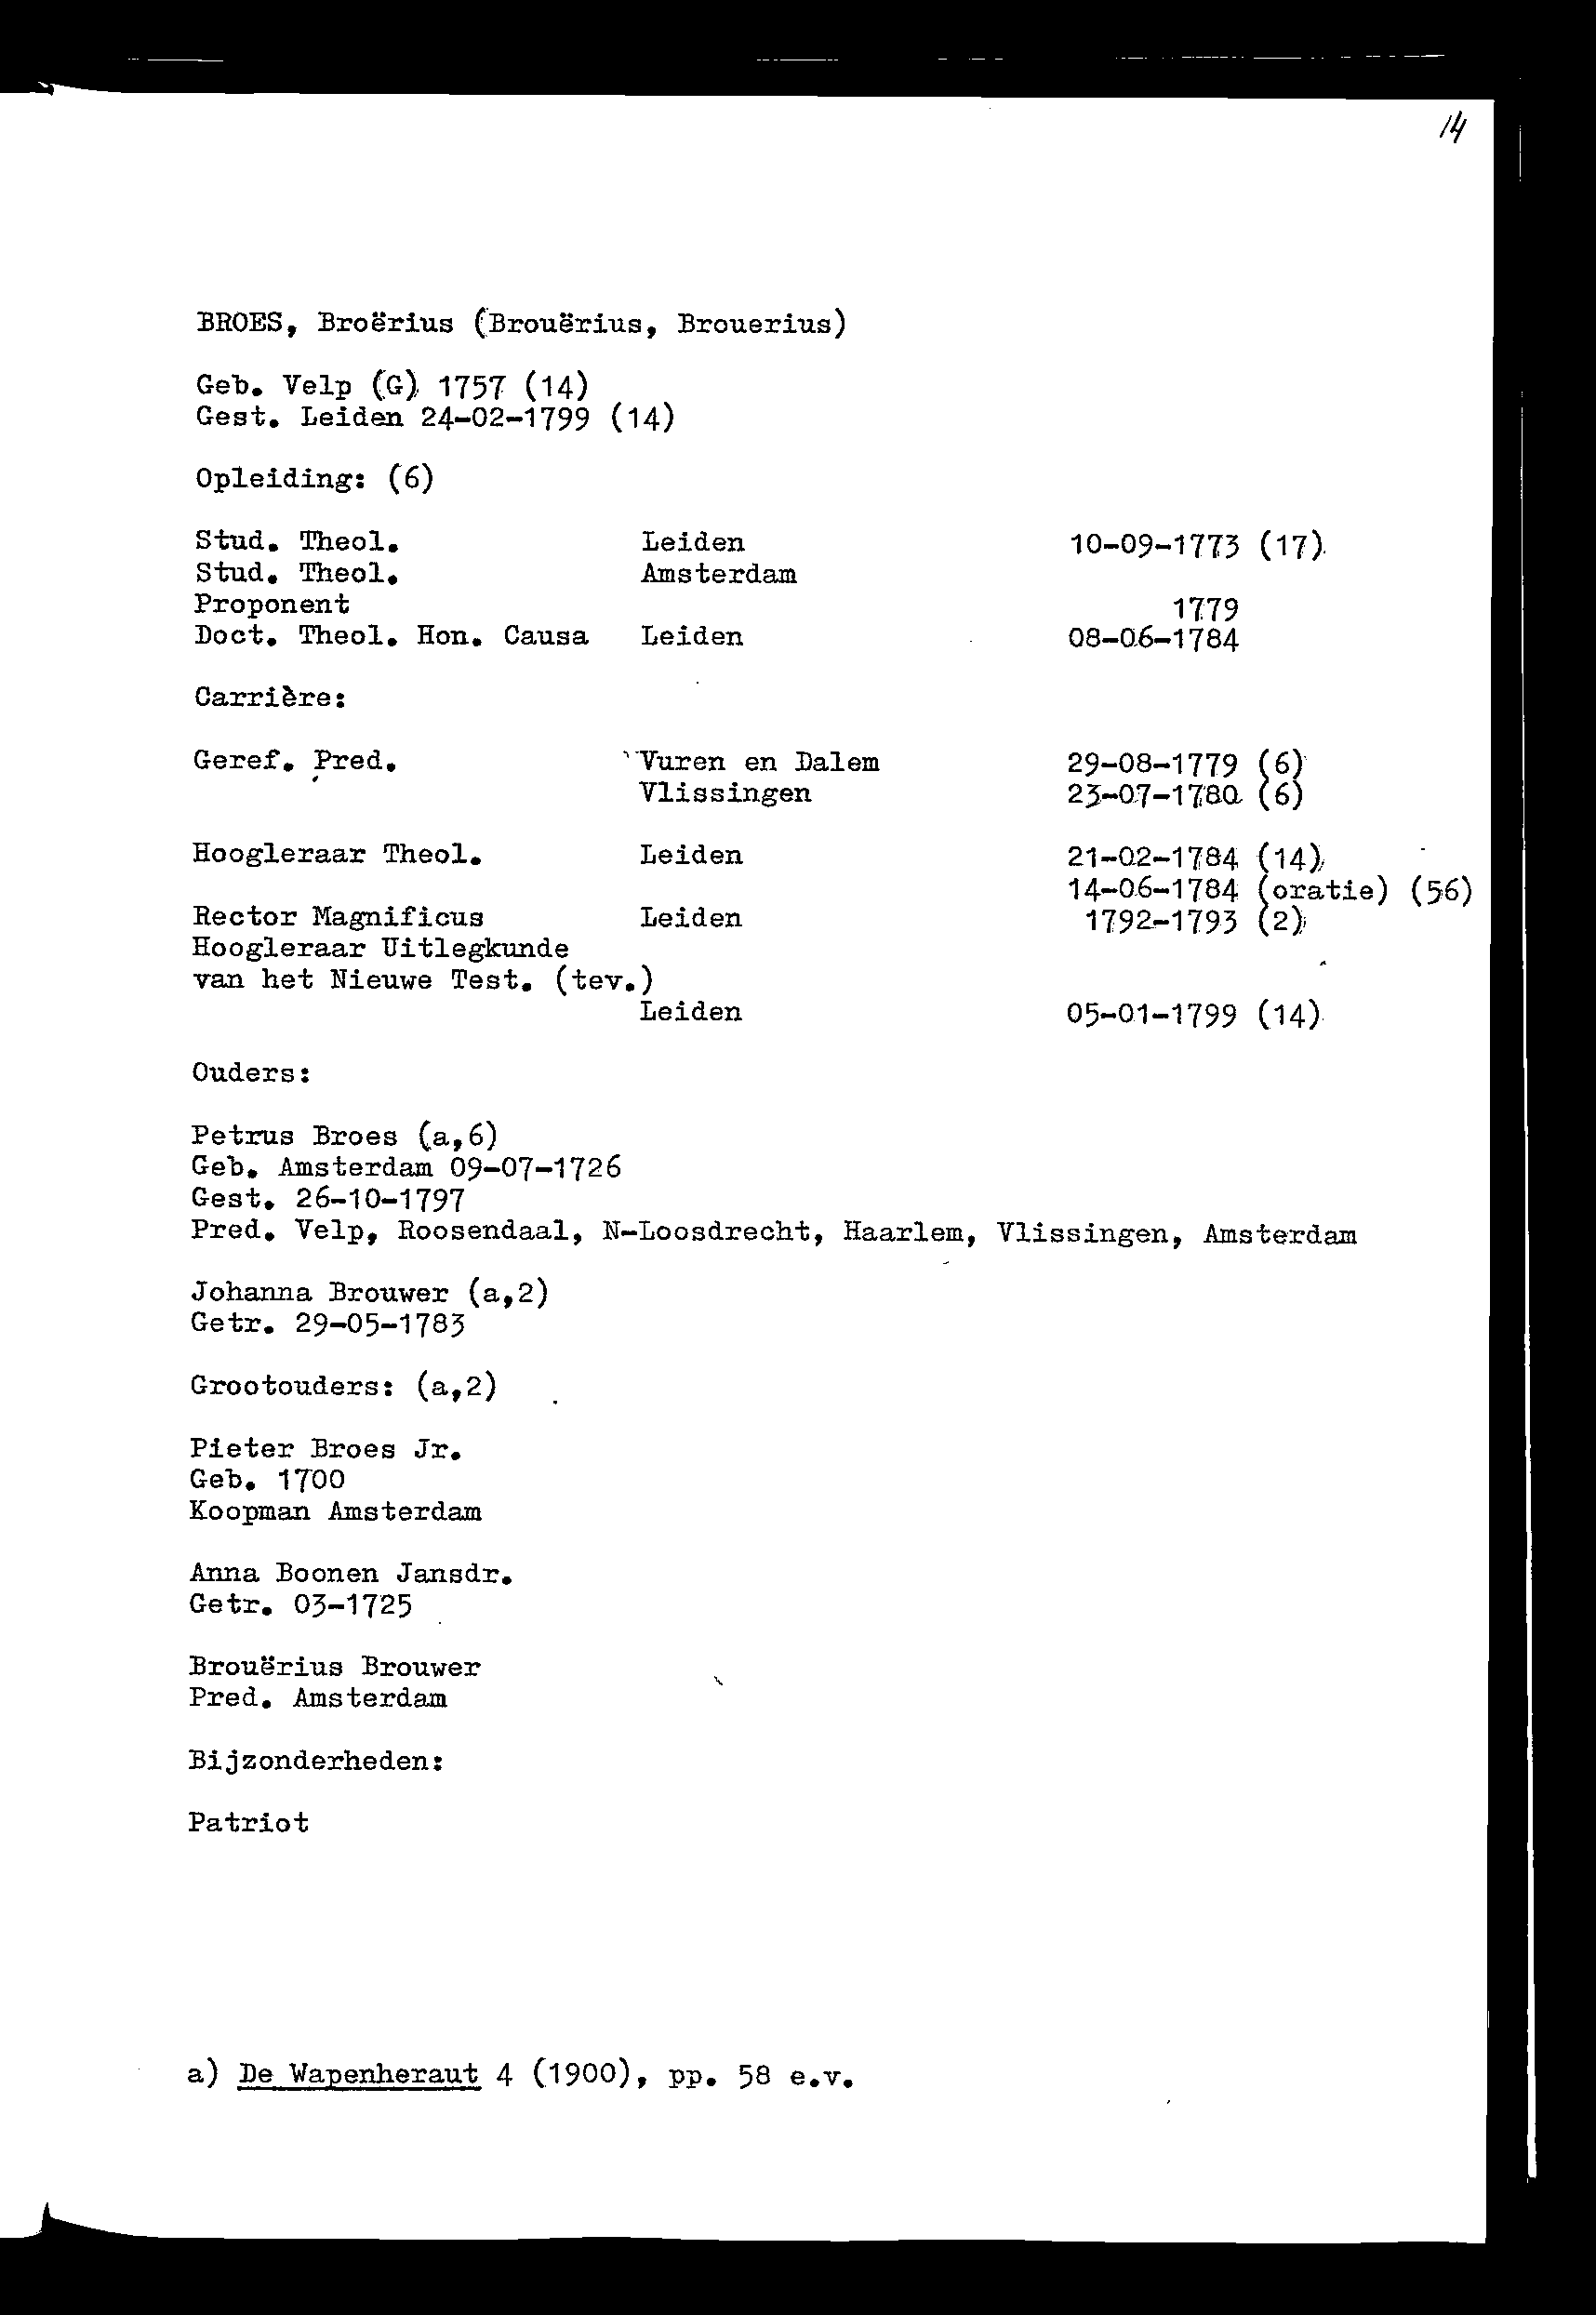 14
BROES, Broërius (Brouërius, Brouerius)
Geb. Velp (G) 1757 (14)
Gest. Leiden 24-02-1799 (14)
Opleiding: (6)
Stud. Theol. Leiden 10-09-1773 (17)
Stud. Theol. Amsterdam
Proponent 1779
Doct. Theol. Hon. Causa Leiden 08-06-1784
Carrière:
Geref. Pred. Vuren en Dalem 29-08-1779 (6)
Vlissingen 23-07-1780 (6)
Hoogleraar Theol. Leiden 21-02-1784 (14)
14-06-1784 (oratie) (56)
Rector Magnificus Leiden 1792-1793 (2)
Hoogleraar Uitlegkunde
van het Nieuwe Test. (tev.)
Leiden 05-01-1799 (14)
Ouders:
Petrus Broes (a,6)
Geb. Amsterdam 09-07-1726
Gest. 26-10-1797
Pred. Velp, Roosendaal, N-Loosdrecht, Haarlem, Vlissingen, Amsterdam
Johanna Brouwer (a,2)
Getr. 29-05-1783
Grootouders: (a,2)
Pieter Broes Jr.
Geb. 1700
Koopman Amsterdam
Anna Boonen Jansdr.
Getr. 03-1725
Brouërius Brouwer
Pred. Amsterdam
Bijzonderheden:
Patriot
a) De Wapenheraut 4 (1900), pp. 58 e.v.